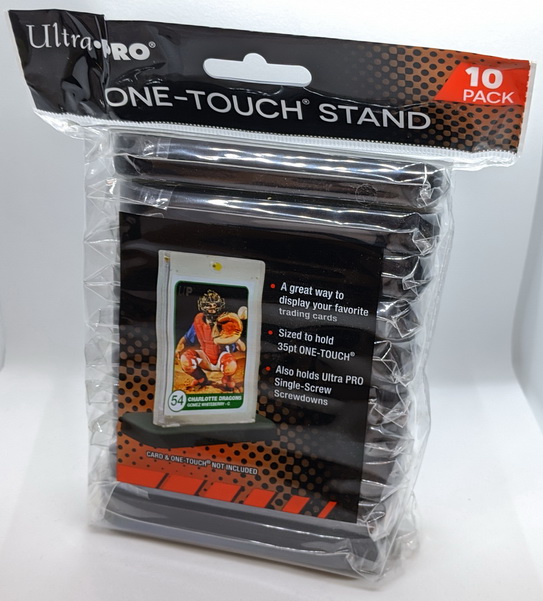 Ultra PRO®
10
PACK
ONE-TOUCH® STAND
A great way to
display your favorite
trading cards
Sized to hold
35pt ONE-TOUCH®
Also holds Ultra PRO
Single-Screw
Screwdowns
UP
54 CHARLOTTE DRAGONS
CARD & ONE-TOUCH® NOT INCLUDED